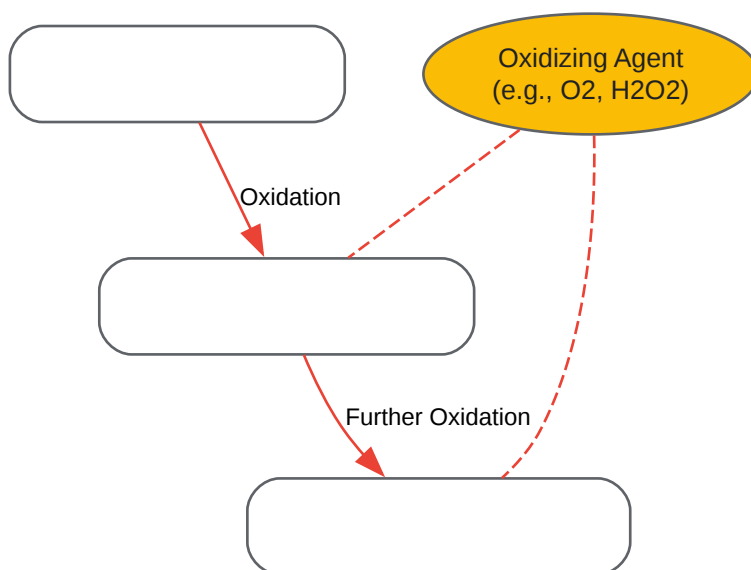 Oxidizing Agent
(e.g., O2, H2O2)
Oxidation
Further Oxidation